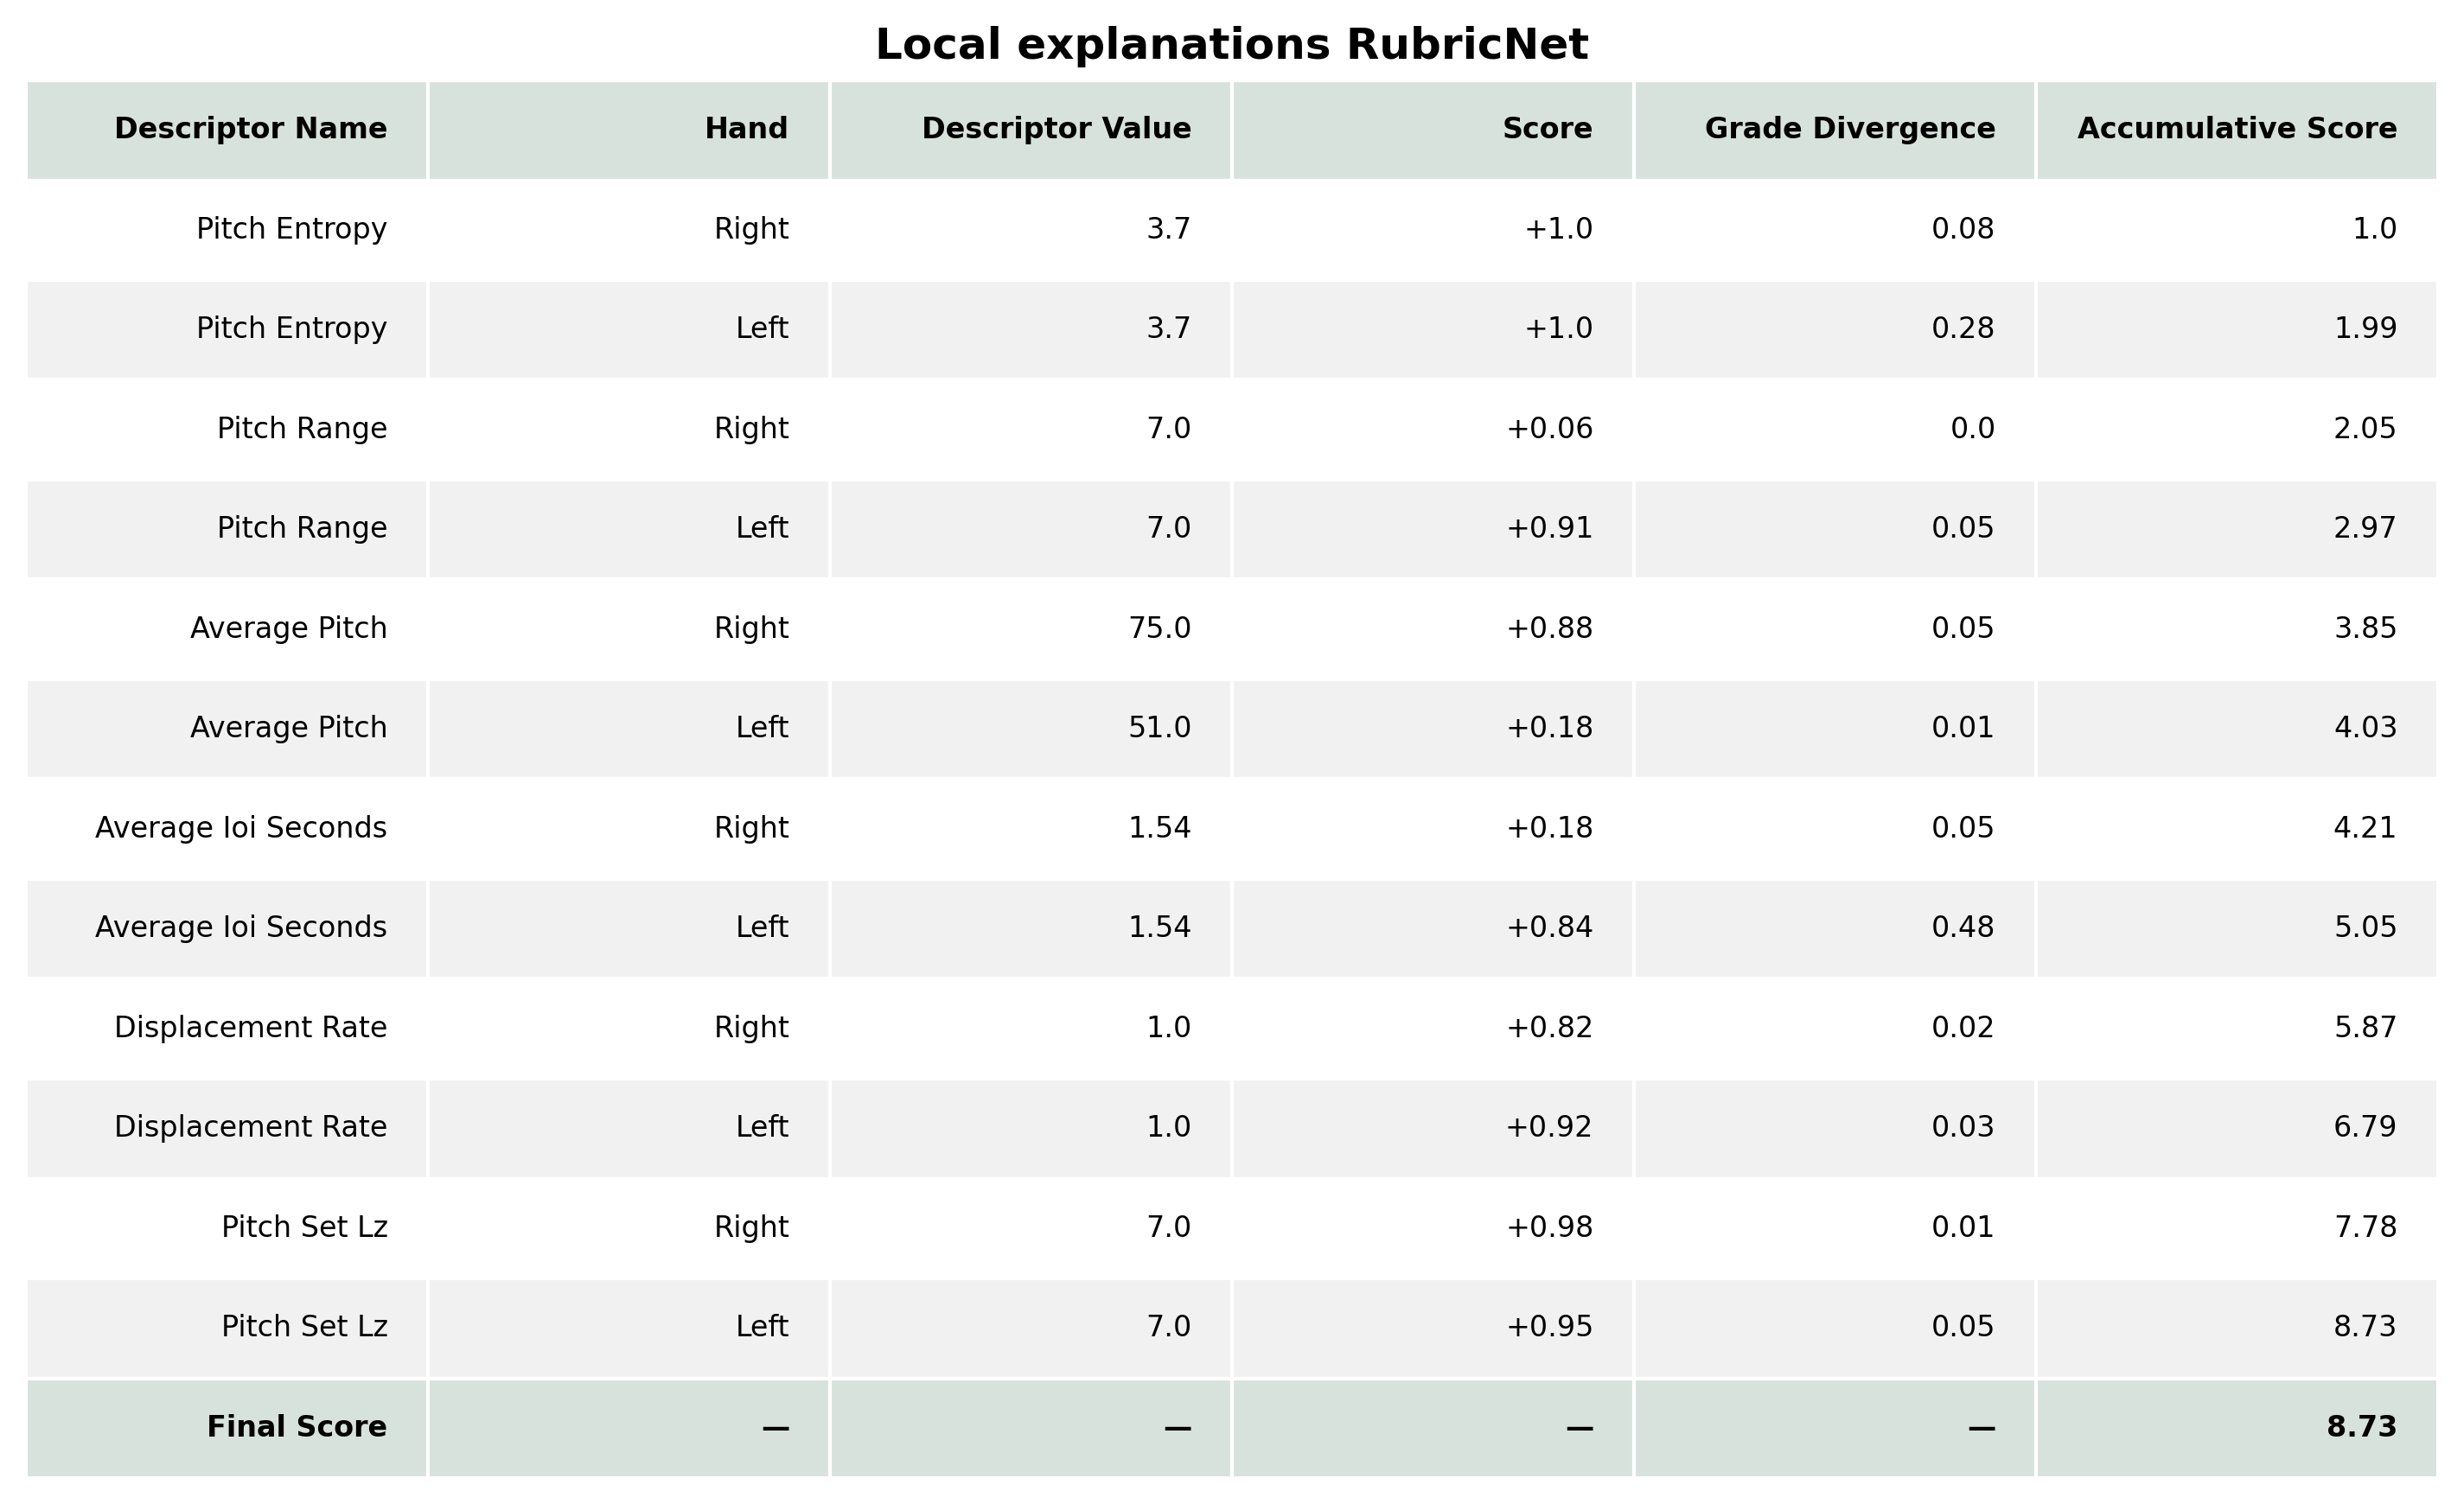 Local explanations RubricNet
Descriptor Name Hand Descriptor Value Score Grade Divergence Accumulative Score
Pitch Entropy Right 3.7 +1.0 0.08 1.0
Pitch Entropy Left 3.7 +1.0 0.28 1.99
Pitch Range Right 7.0 +0.06 0.0 2.05
Pitch Range Left 7.0 +0.91 0.05 2.97
Average Pitch Right 75.0 +0.88 0.05 3.85
Average Pitch Left 51.0 +0.18 0.01 4.03
Average Ioi Seconds Right 1.54 +0.18 0.05 4.21
Average Ioi Seconds Left 1.54 +0.84 0.48 5.05
Displacement Rate Right 1.0 +0.82 0.02 5.87
Displacement Rate Left 1.0 +0.92 0.03 6.79
Pitch Set Lz Right 7.0 +0.98 0.01 7.78
Pitch Set Lz Left 7.0 +0.95 0.05 8.73
Final Score — — — — 8.73